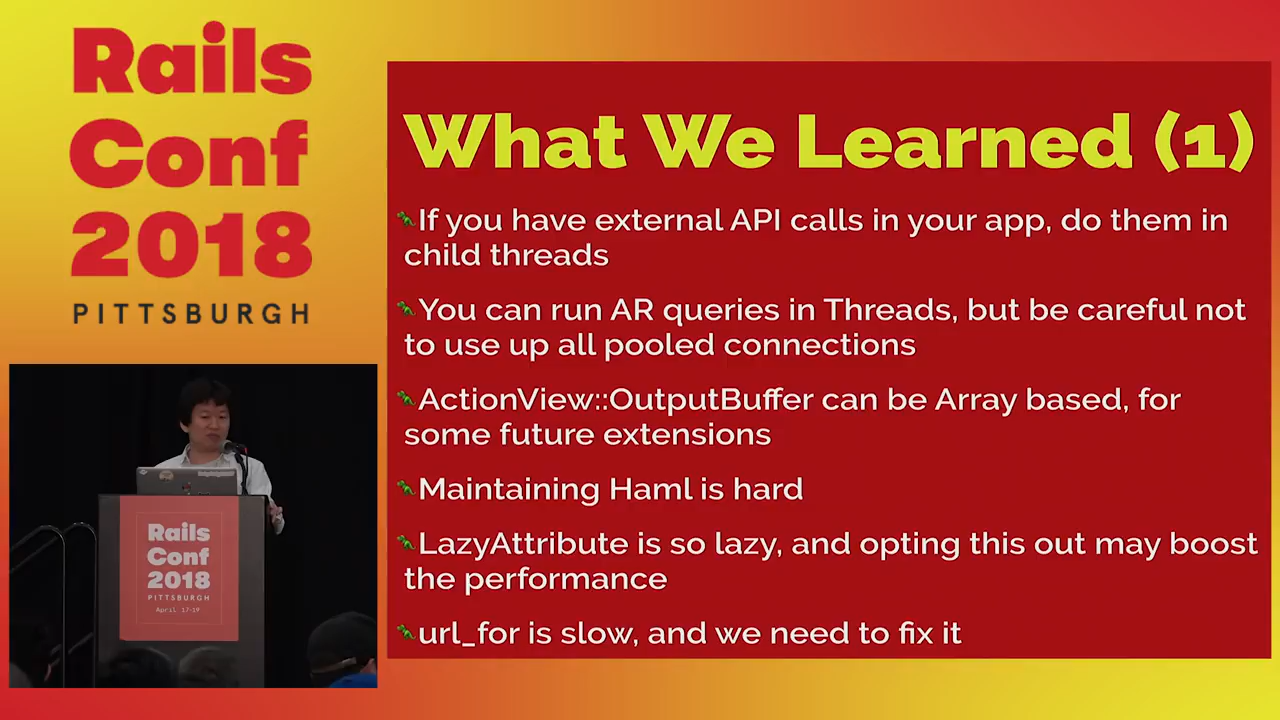 Rails
Conf
2018
PITTSBURGH
What We Learned (1)
If you have external API calls in your app, do them in
child threads
You can run AR queries in Threads, but be careful not
to use up all pooled connections
ActionView::OutputBuffer can be Array based, for
some future extensions
Maintaining Haml is hard
LazyAttribute is so lazy, and opting this out may boost
the performance
url_for is slow, and we need to fix it
Rails
Conf
2018
PITTSBURGH
April 17-19